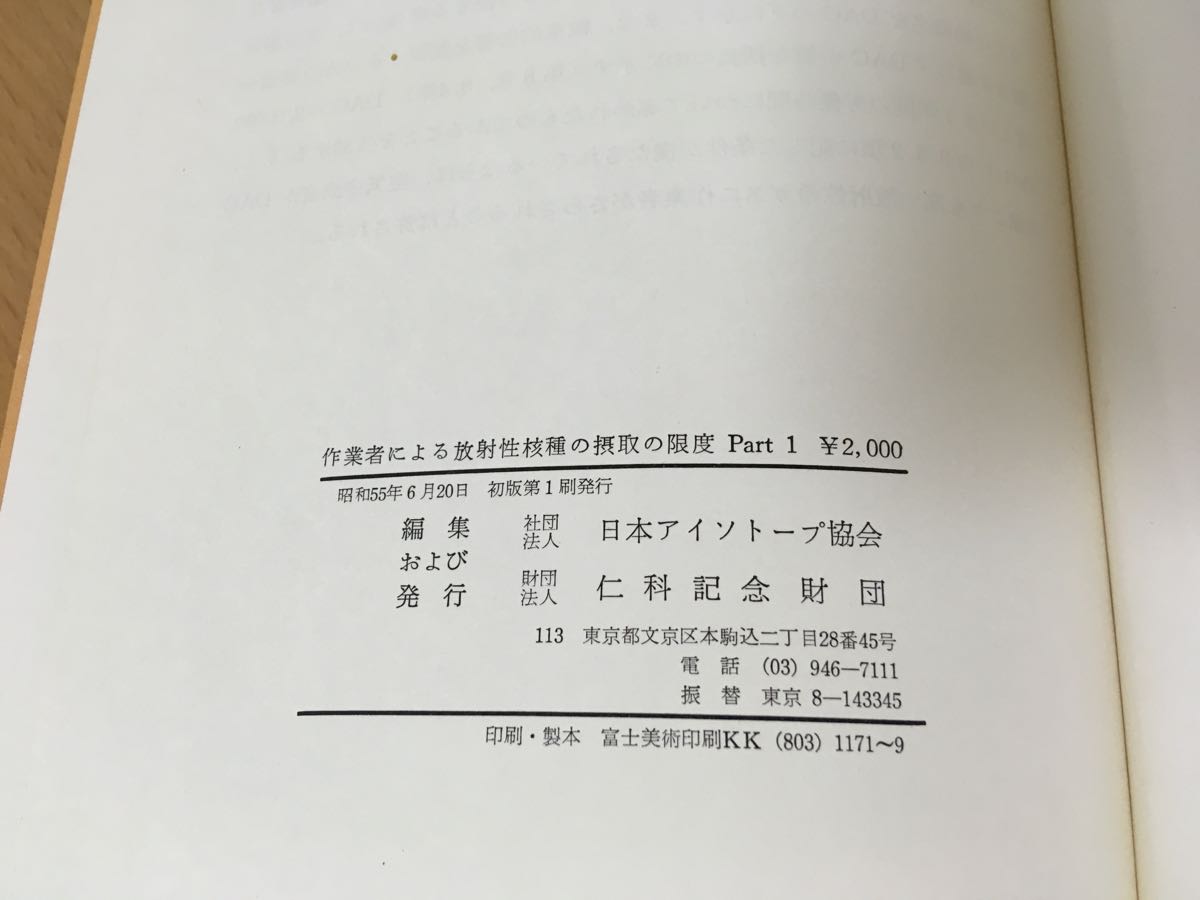 作業者による放射性核種の摂取の限度 Part 1 ¥2,000
昭和55年6月20日 初版第1刷発行
編集 社団法人 日本アイソトープ協会
および
発行 財団法人 仁科記念財団
113 東京都文京区本駒込二丁目28番45号
電話 (03) 946—7111
振替 東京 8—143345
印刷・製本 富士美術印刷KK (803) 1171〜9